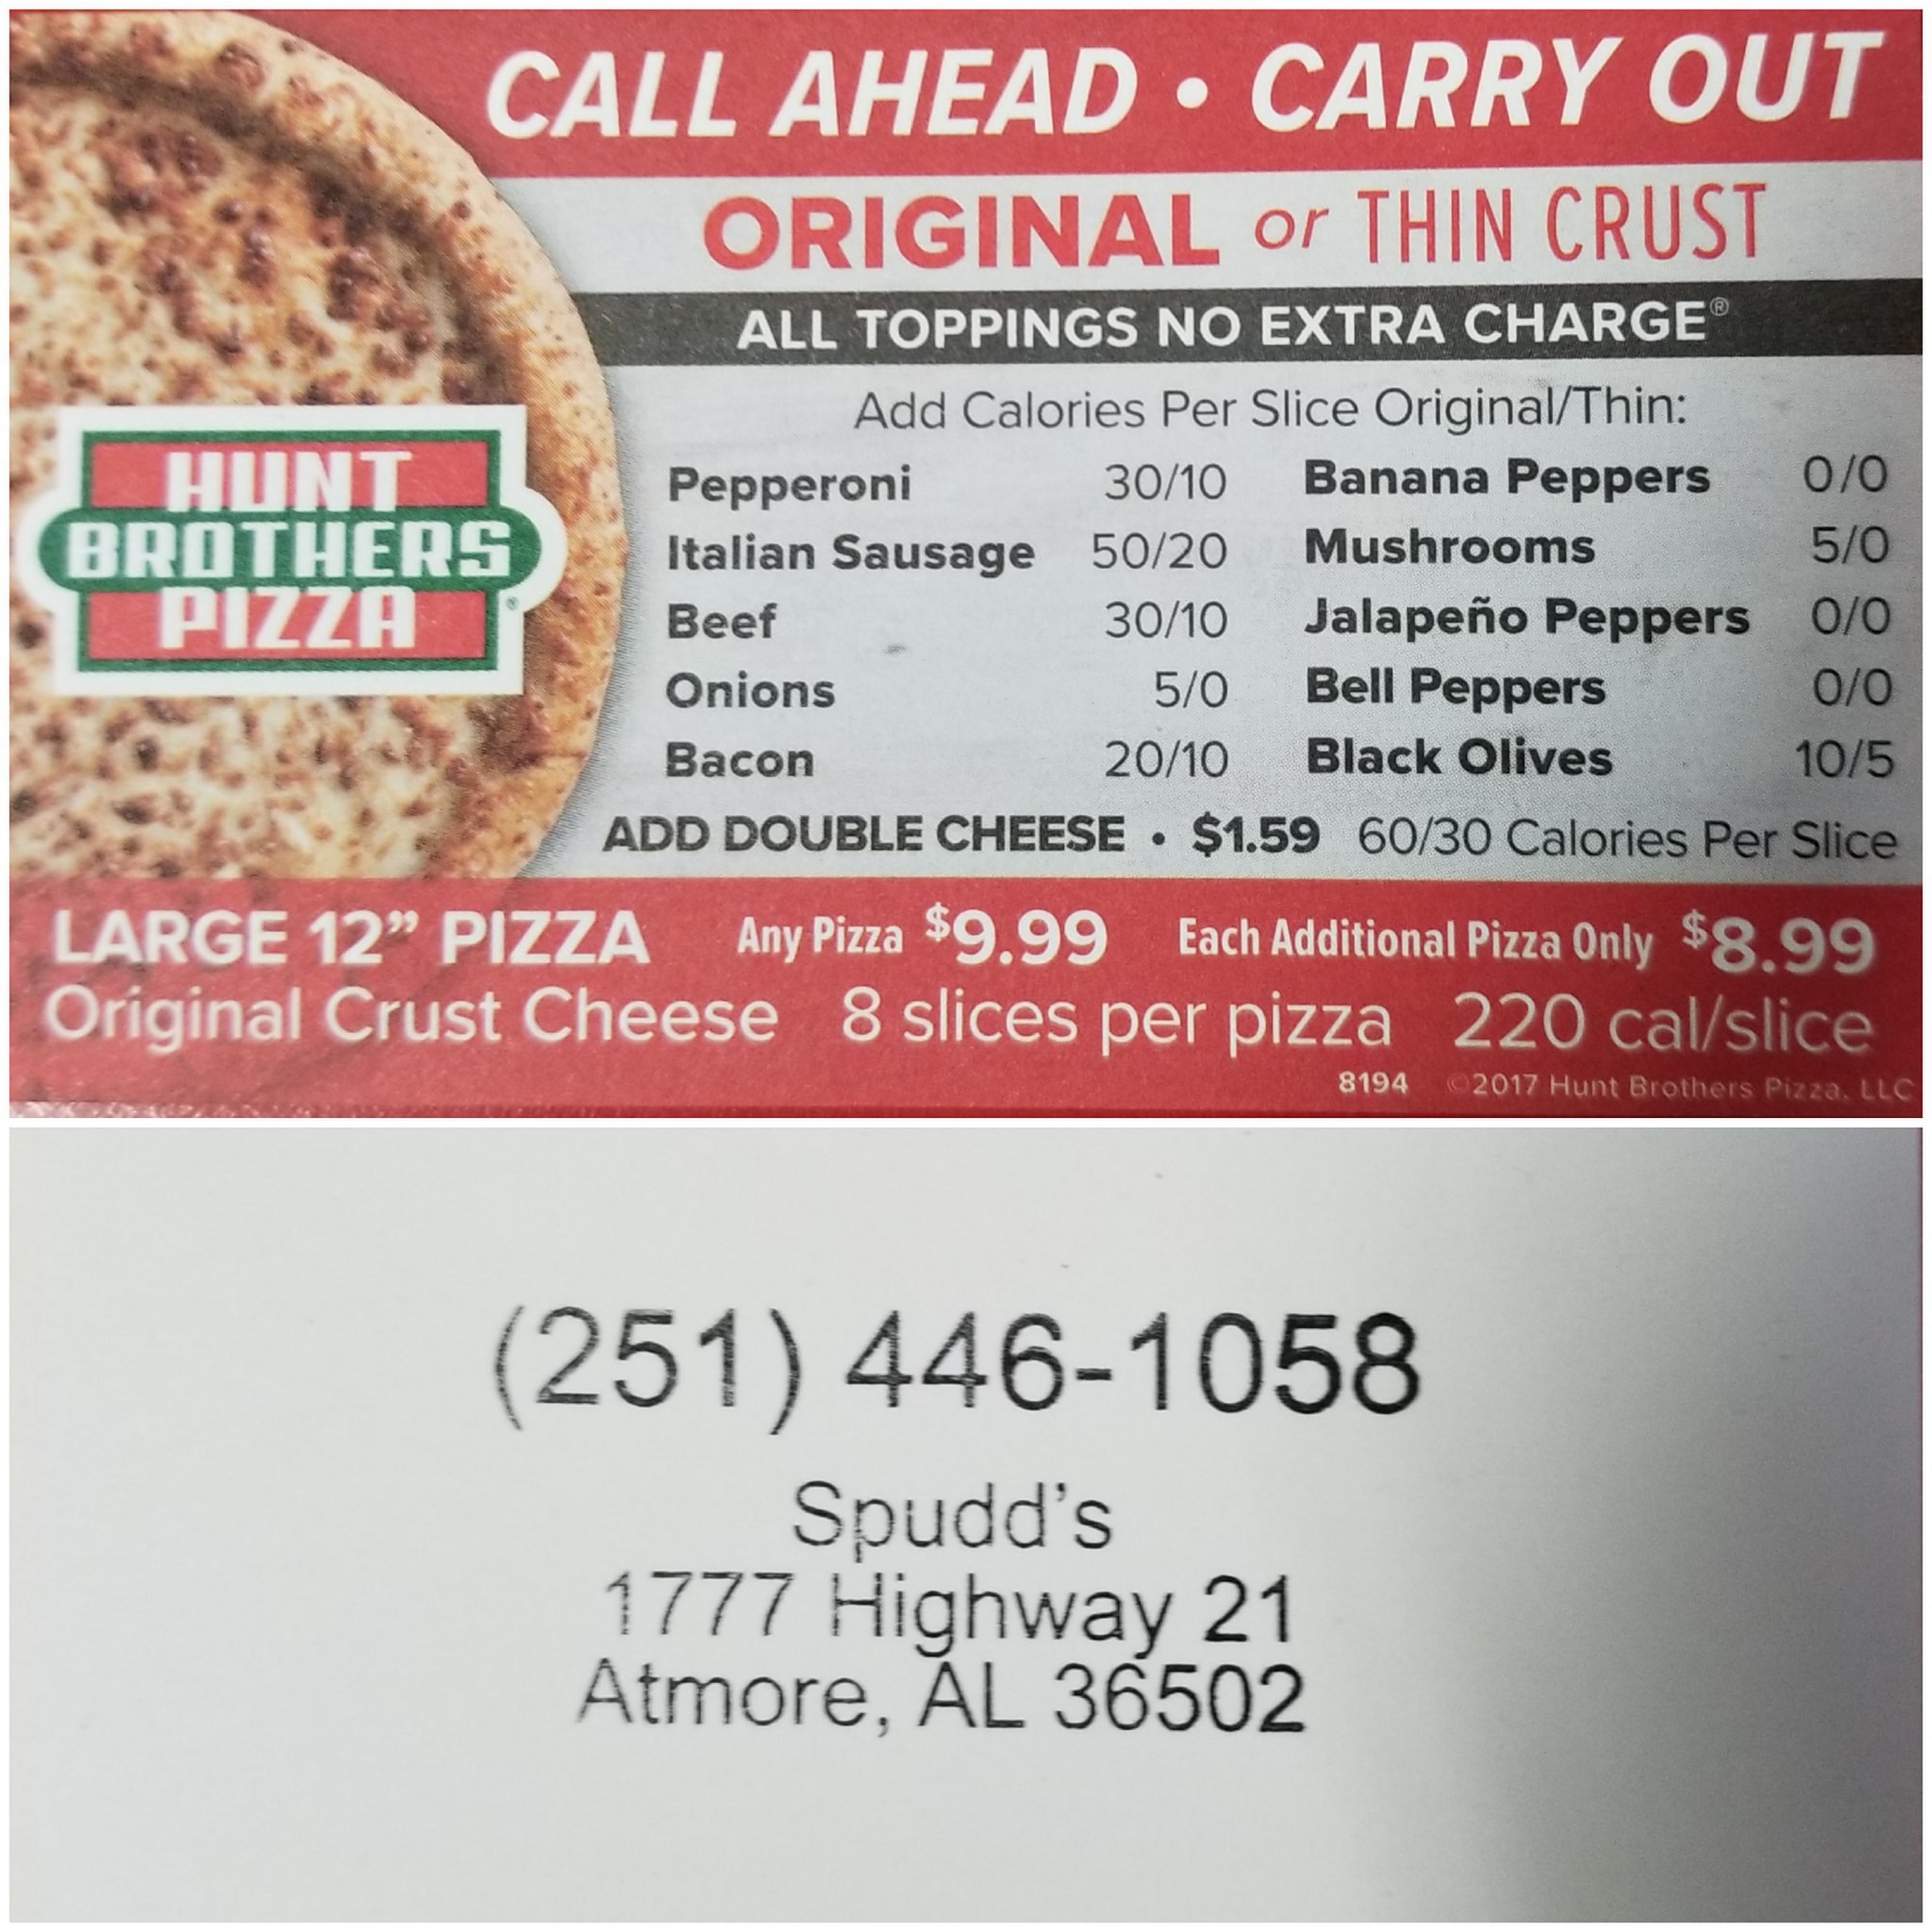 CALL AHEAD • CARRY OUT
ORIGINAL or THIN CRUST
ALL TOPPINGS NO EXTRA CHARGE®
Add Calories Per Slice Original/Thin:
HUNT
BROTHERS
PIZZA®
Pepperoni 30/10 Banana Peppers 0/0
Italian Sausage 50/20 Mushrooms 5/0
Beef 30/10 Jalapeño Peppers 0/0
Onions 5/0 Bell Peppers 0/0
Bacon 20/10 Black Olives 10/5
ADD DOUBLE CHEESE • $1.59 60/30 Calories Per Slice
LARGE 12” PIZZA Any Pizza $9.99 Each Additional Pizza Only $8.99
Original Crust Cheese 8 slices per pizza 220 cal/slice
8194 ©2017 Hunt Brothers Pizza, LLC
(251) 446-1058
Spudd’s
1777 Highway 21
Atmore, AL 36502